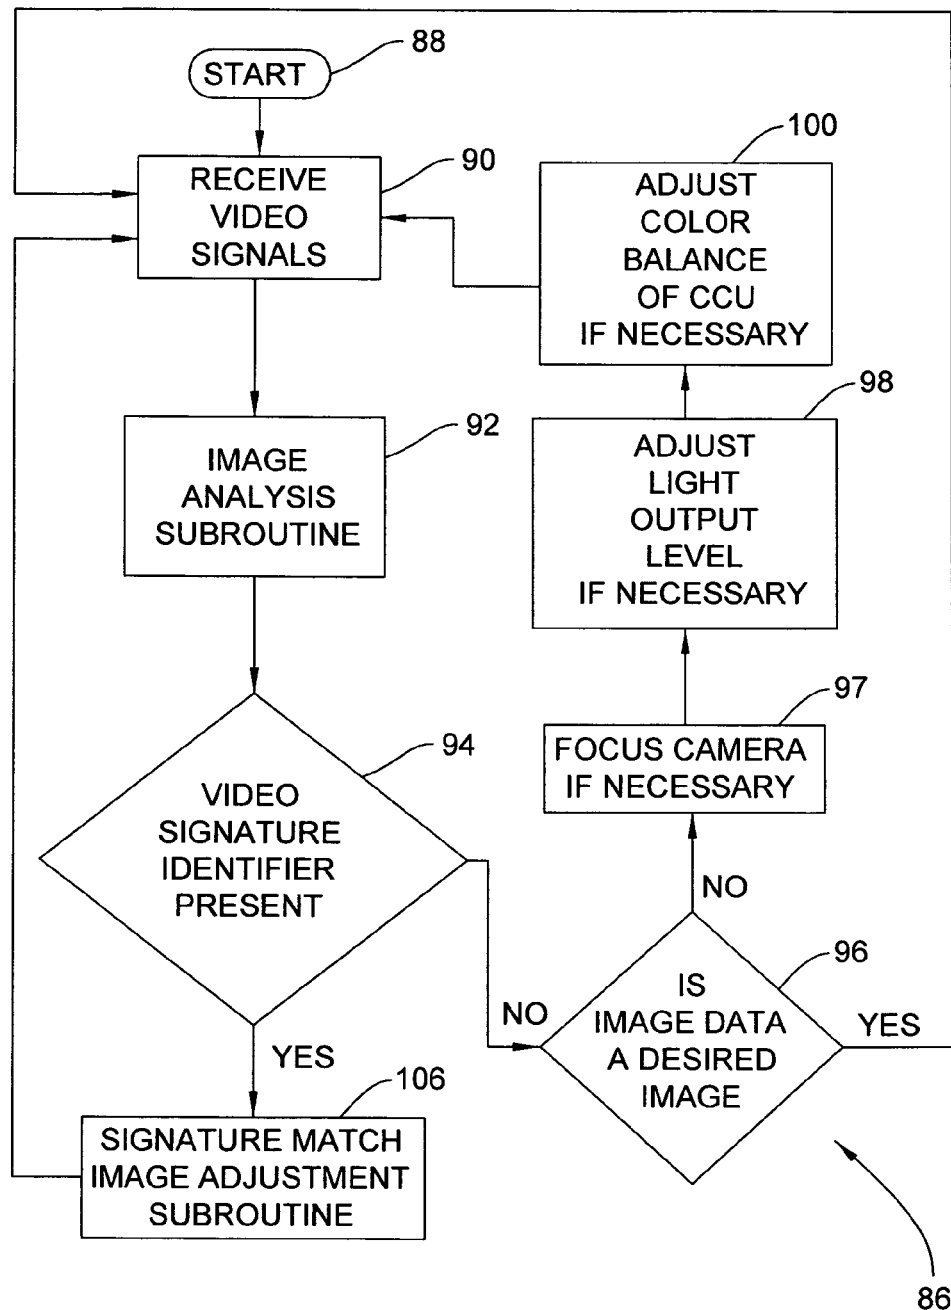 88
START
90
RECEIVE
VIDEO
SIGNALS
92
IMAGE
ANALYSIS
SUBROUTINE
94
VIDEO
SIGNATURE
IDENTIFIER
PRESENT
YES
NO
106
SIGNATURE MATCH
IMAGE ADJUSTMENT
SUBROUTINE
100
ADJUST
COLOR
BALANCE
OF CCU
IF NECESSARY
98
ADJUST
LIGHT
OUTPUT
LEVEL
IF NECESSARY
97
FOCUS CAMERA
IF NECESSARY
NO
96
IS
IMAGE DATA
A DESIRED
IMAGE
YES
86